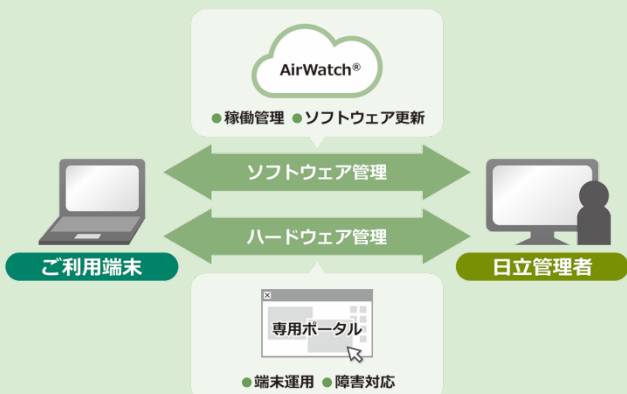 AirWatch®
●稼働管理 ●ソフトウェア更新
ソフトウェア管理
ハードウェア管理
ご利用端末
日立管理者
専用ポータル
●端末運用 ●障害対応